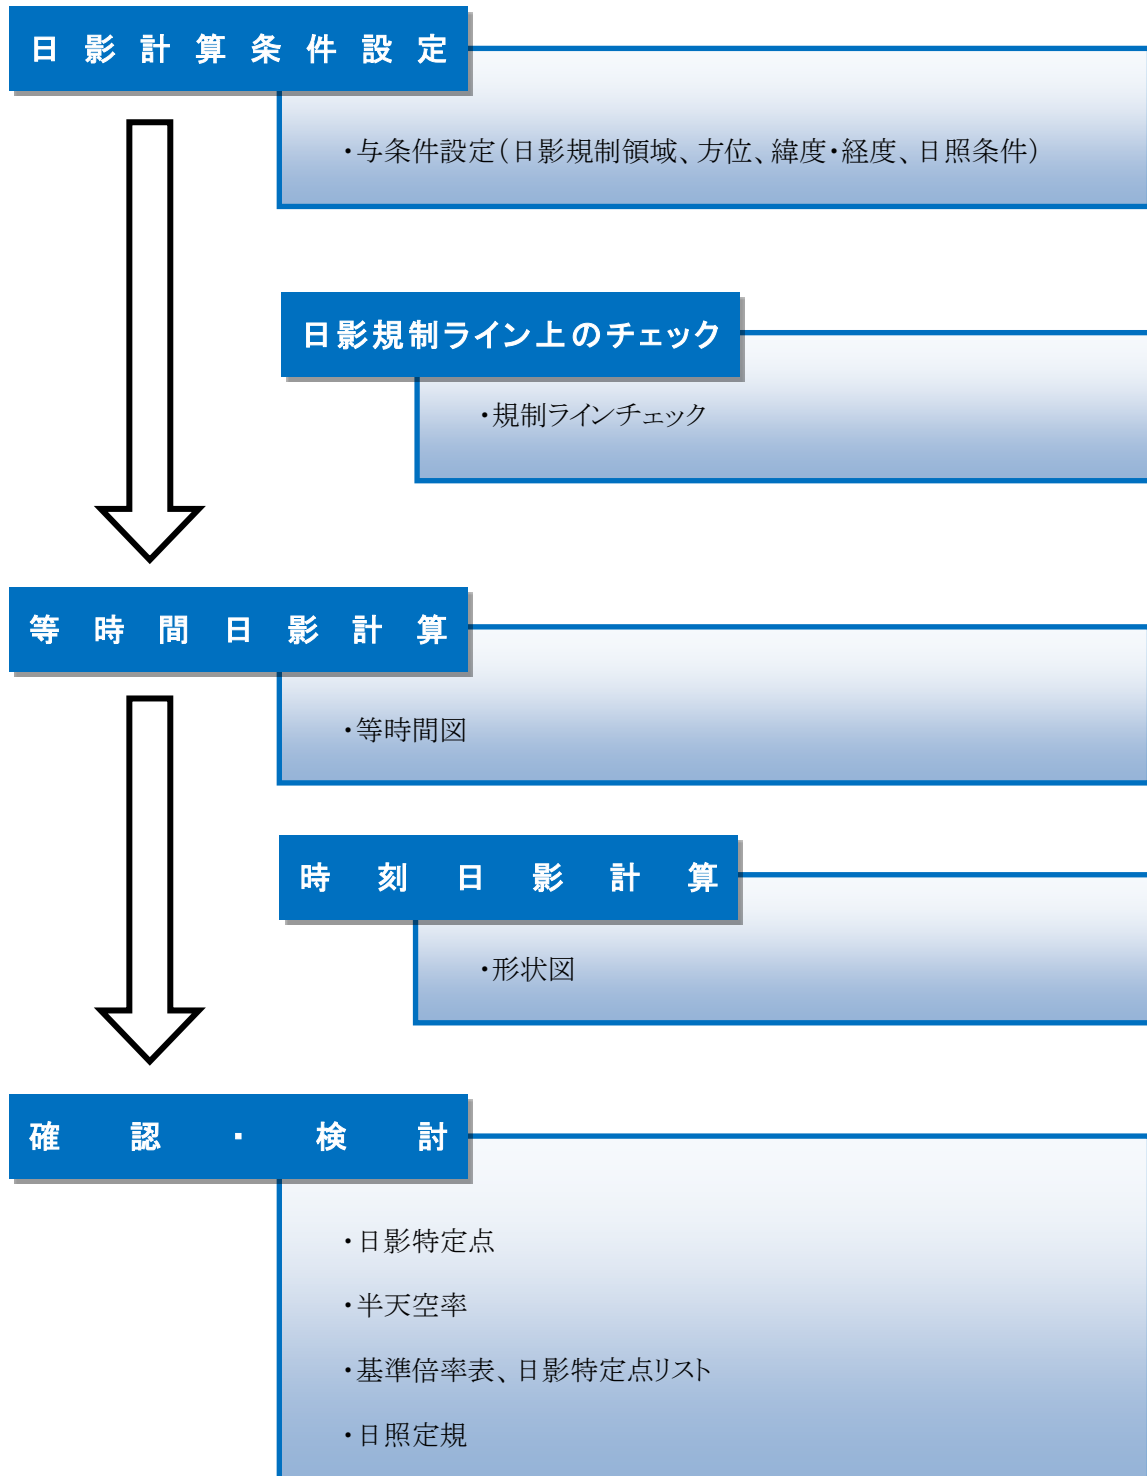 日影計算条件設定
・与条件設定（日影規制領域、方位、緯度・経度、日照条件）
日影規制ライン上のチェック
・規制ラインチェック
等時間日影計算
・等時間図
時刻日影計算
・形状図
確認・検討
・日影特定点
・半天空率
・基準倍率表、日影特定点リスト
・日照定規